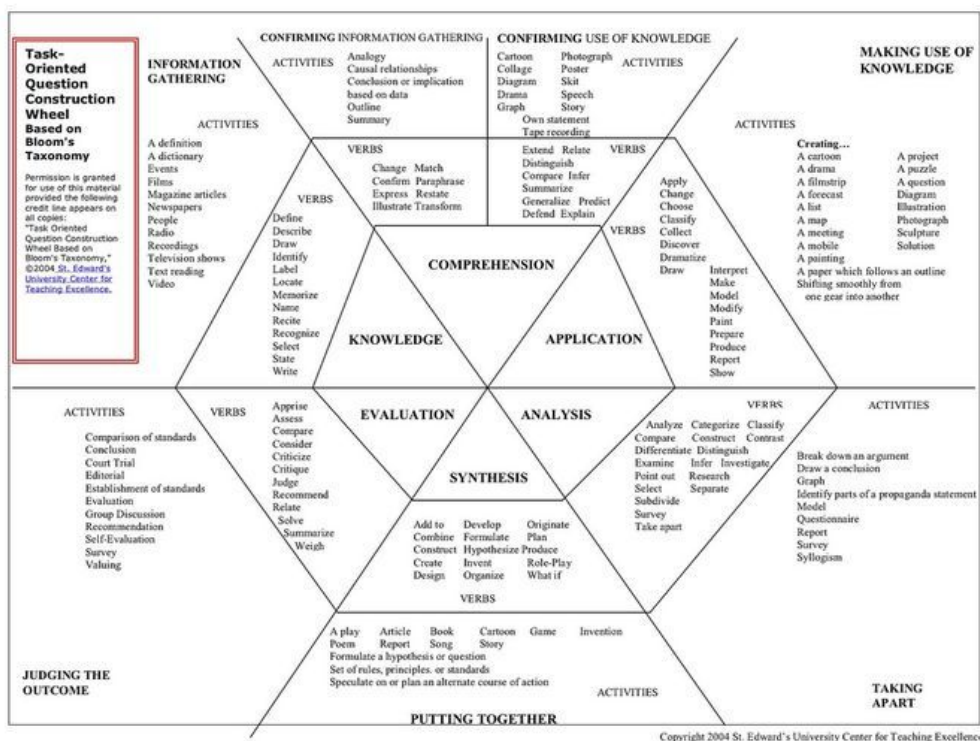 Task-
Oriented
Question
Construction
Wheel
Based on
Bloom's
Taxonomy
Permission is granted
for use of this material
provided the following
credit line appears on
all copies:
"Task Oriented
Question Construction
Wheel Based on
Bloom's Taxonomy,"
©2004 St. Edward's
University Center for
Teaching Excellence.
INFORMATION
GATHERING
ACTIVITIES
A definition
A dictionary
Events
Films
Magazine articles
Newspapers
People
Radio
Recordings
Television shows
Text reading
Video
VERBS
Define
Describe
Draw
Identify
Label
Locate
Memorize
Name
Recite
Recognize
Select
State
Write
KNOWLEDGE
CONFIRMING INFORMATION GATHERING
ACTIVITIES
Analogy
Causal relationships
Conclusion or implication
based on data
Outline
Summary
VERBS
Change Match
Confirm Paraphrase
Express Restate
Illustrate Transform
CONFIRMING USE OF KNOWLEDGE
Cartoon Photograph
Collage Poster
Diagram Skit
Drama Speech
Graph Story
Own statement
Tape recording
ACTIVITIES
Extend Relate
Distinguish
Compare Infer
Summarize
Generalize Predict
Defend Explain
VERBS
COMPREHENSION
MAKING USE OF
KNOWLEDGE
ACTIVITIES
Creating...
A cartoon A project
A drama A puzzle
A filmstrip A question
A forecast Diagram
A list Illustration
A map Photograph
A meeting Sculpture
A mobile Solution
A painting
A paper which follows an outline
Shifting smoothly from
one gear into another
VERBS
Apply
Change
Choose
Classify
Collect
Discover
Dramatize
Draw Interpret
Make
Model
Modify
Paint
Prepare
Produce
Report
Show
APPLICATION
EVALUATION
ACTIVITIES
Comparison of standards
Conclusion
Court Trial
Editorial
Establishment of standards
Evaluation
Group Discussion
Recommendation
Self-Evaluation
Survey
Valuing
VERBS
Apprise
Assess
Compare
Consider
Criticize
Critique
Judge
Recommend
Relate
Solve
Summarize
Weigh
JUDGING THE
OUTCOME
SYNTHESIS
Add to Develop Originate
Combine Formulate Plan
Construct Hypothesize Produce
Create Invent Role-Play
Design Organize What if
VERBS
A play Article Book Cartoon Game Invention
Poem Report Song Story
Formulate a hypothesis or question
Set of rules, principles. or standards
Speculate on or plan an alternate course of action
ACTIVITIES
PUTTING TOGETHER
ANALYSIS
VERBS
Analyze Categorize Classify
Compare Construct Contrast
Differentiate Distinguish
Examine Infer Investigate
Point out Research
Select Separate
Subdivide
Survey
Take apart
ACTIVITIES
Break down an argument
Draw a conclusion
Graph
Identify parts of a propaganda statement
Model
Questionnaire
Report
Survey
Syllogism
TAKING
APART
Copyright 2004 St. Edward's University Center for Teaching Excellence